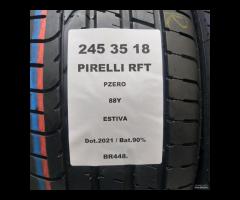 245 35 18
PIRELLI RFT
PZERO
88Y
ESTIVA
Dot.2021 / Bat.90%
BR448.